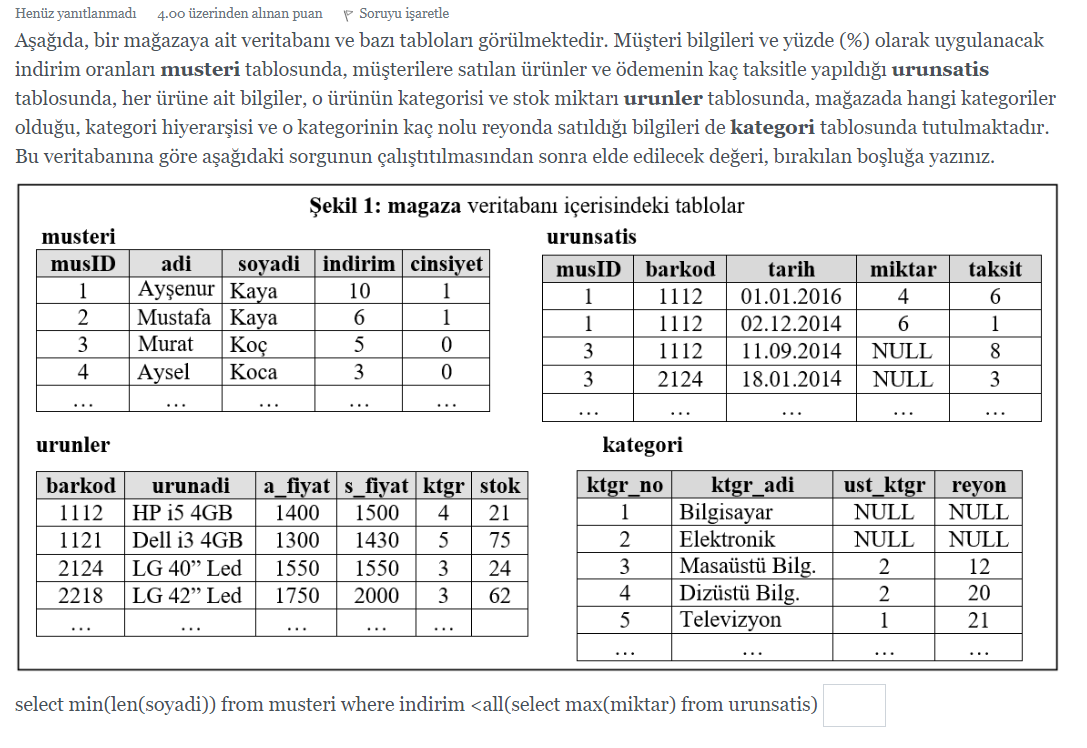 Henüz yanıtlanmadı 4.00 üzerinden alınan puan Soruyu işaretle
Aşağıda, bir mağazaya ait veritabanı ve bazı tabloları görülmektedir. Müşteri bilgileri ve yüzde (%) olarak uygulanacak
indirim oranları musteri tablosunda, müşterilere satılan ürünler ve ödemenin kaç taksitle yapıldığı urunsatis
tablosunda, her ürüne ait bilgiler, o ürünün kategorisi ve stok miktarı urunler tablosunda, mağazada hangi kategoriler
olduğu, kategori hiyerarşisi ve o kategorinin kaç nolu reyonda satıldığı bilgileri de kategori tablosunda tutulmaktadır.
Bu veritabanına göre aşağıdaki sorgunun çalıştıtılmasından sonra elde edilecek değeri, bırakılan boşluğa yazınız.
Şekil 1: magaza veritabanı içerisindeki tablolar
musteri
musID adi soyadi indirim cinsiyet
1 Ayşenur Kaya 10 1
2 Mustafa Kaya 6 1
3 Murat Koç 5 0
4 Aysel Koca 3 0
... ... ... ... ...
urunsatis
musID barkod tarih miktar taksit
1 1112 01.01.2016 4 6
1 1112 02.12.2014 6 1
3 1112 11.09.2014 NULL 8
3 2124 18.01.2014 NULL 3
... ... ... ... ...
urunler
barkod urunadi a_fiyat s_fiyat ktgr stok
1112 HP i5 4GB 1400 1500 4 21
1121 Dell i3 4GB 1300 1430 5 75
2124 LG 40” Led 1550 1550 3 24
2218 LG 42” Led 1750 2000 3 62
... ... ... ... ...
kategori
ktgr_no ktgr_adi ust_ktgr reyon
1 Bilgisayar NULL NULL
2 Elektronik NULL NULL
3 Masaüstü Bilg. 2 12
4 Dizüstü Bilg. 2 20
5 Televizyon 1 21
... ... ... ...
select min(len(soyadi)) from musteri where indirim <all(select max(miktar) from urunsatis)